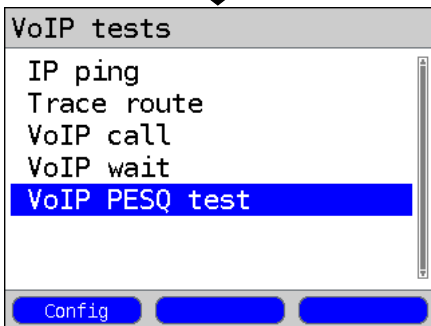 VoIP tests
IP ping
Trace route
VoIP call
VoIP wait
VoIP PESQ test
Config